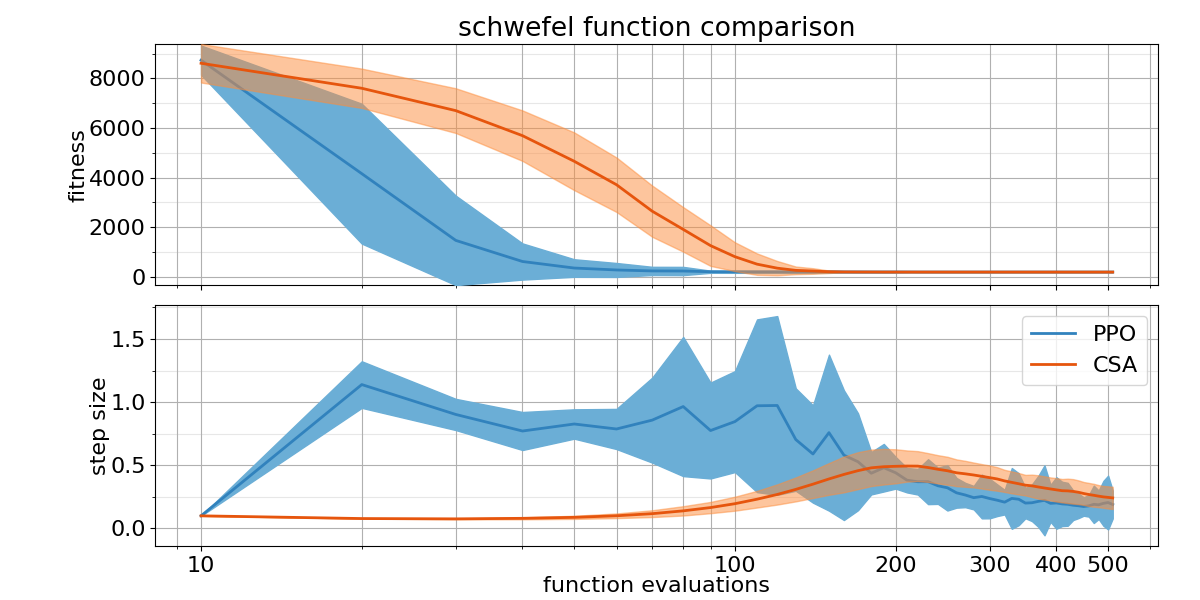 schwefel function comparison
8000
6000
4000
2000
0
fitness
1.5
1.0
0.5
0.0
step size
PPO
CSA
10 100 200 300 400 500
function evaluations